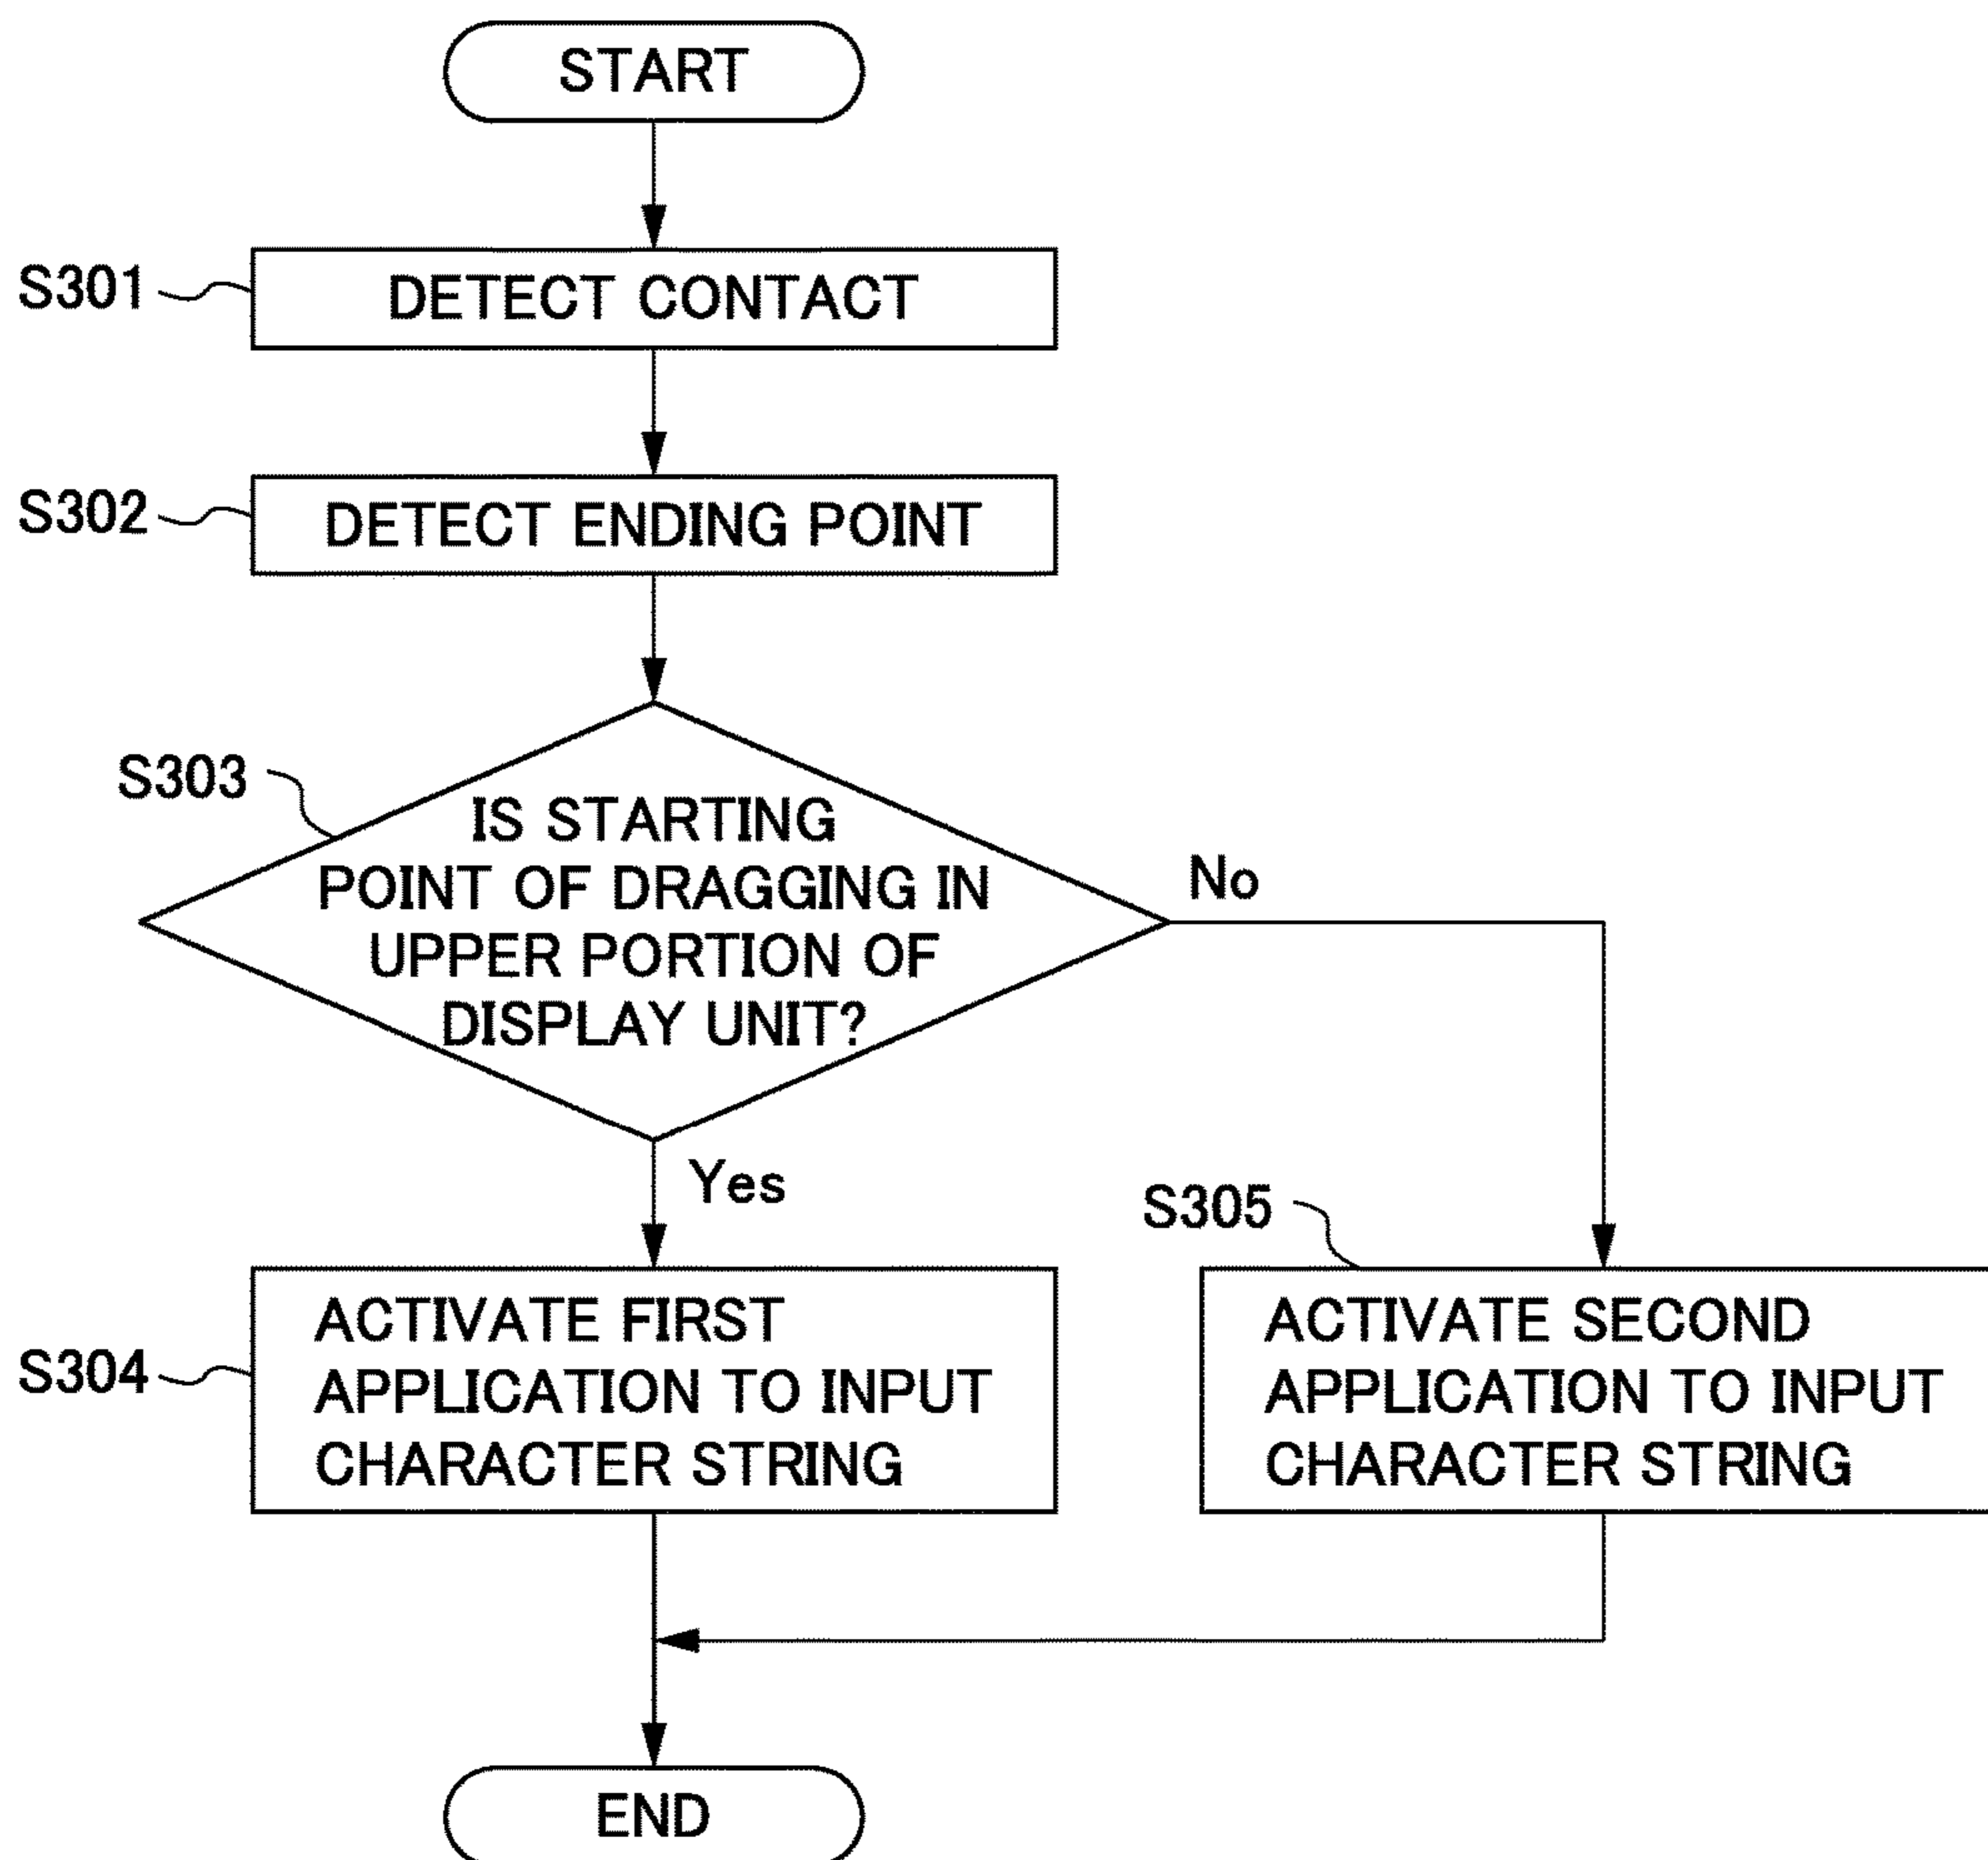 START
S301
DETECT CONTACT
S302
DETECT ENDING POINT
S303
IS STARTING
POINT OF DRAGGING IN
UPPER PORTION OF
DISPLAY UNIT?
No
Yes
S304
ACTIVATE FIRST
APPLICATION TO INPUT
CHARACTER STRING
S305
ACTIVATE SECOND
APPLICATION TO INPUT
CHARACTER STRING
END